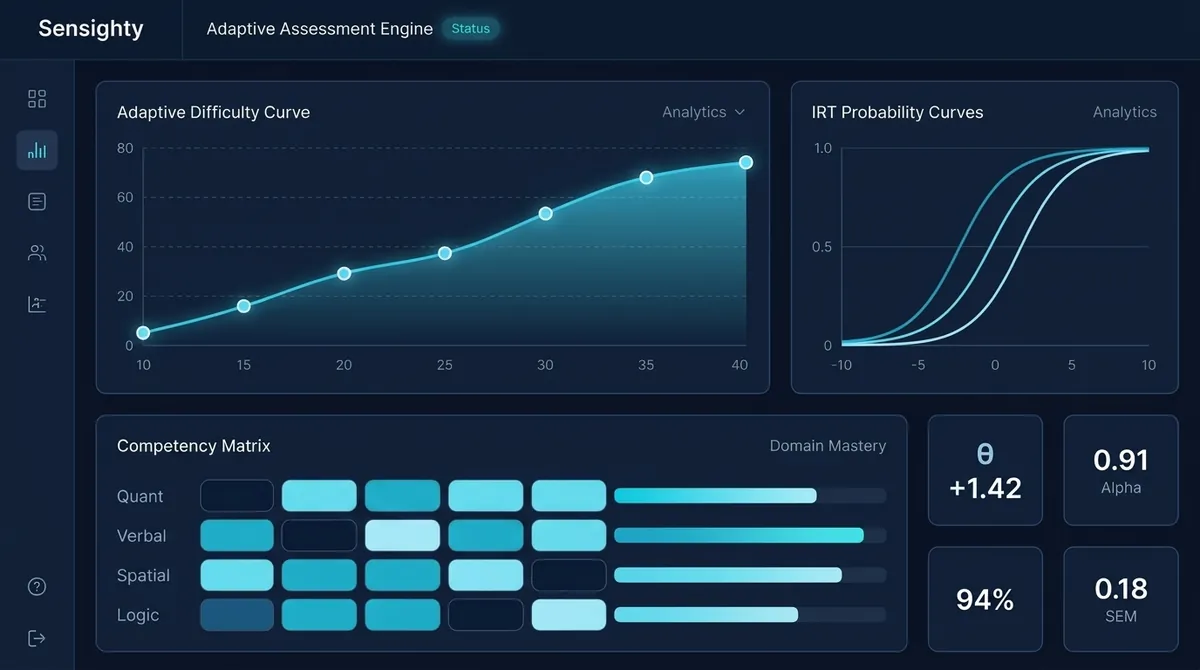 Sensighty
Adaptive Assessment Engine
Status
Adaptive Difficulty Curve
Analytics
80
60
40
20
0
10 15 20 25 30 35 40
IRT Probability Curves
Analytics
1.0
0.5
0
-10 -5 0 5 10
Competency Matrix
Domain Mastery
Quant
Verbal
Spatial
Logic
θ
+1.42
0.91
Alpha
94%
0.18
SEM